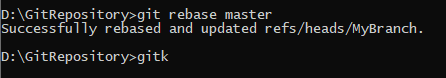 D:\GitRepository>git rebase master
Successfully rebased and updated refs/heads/MyBranch.
D:\GitRepository>gitk